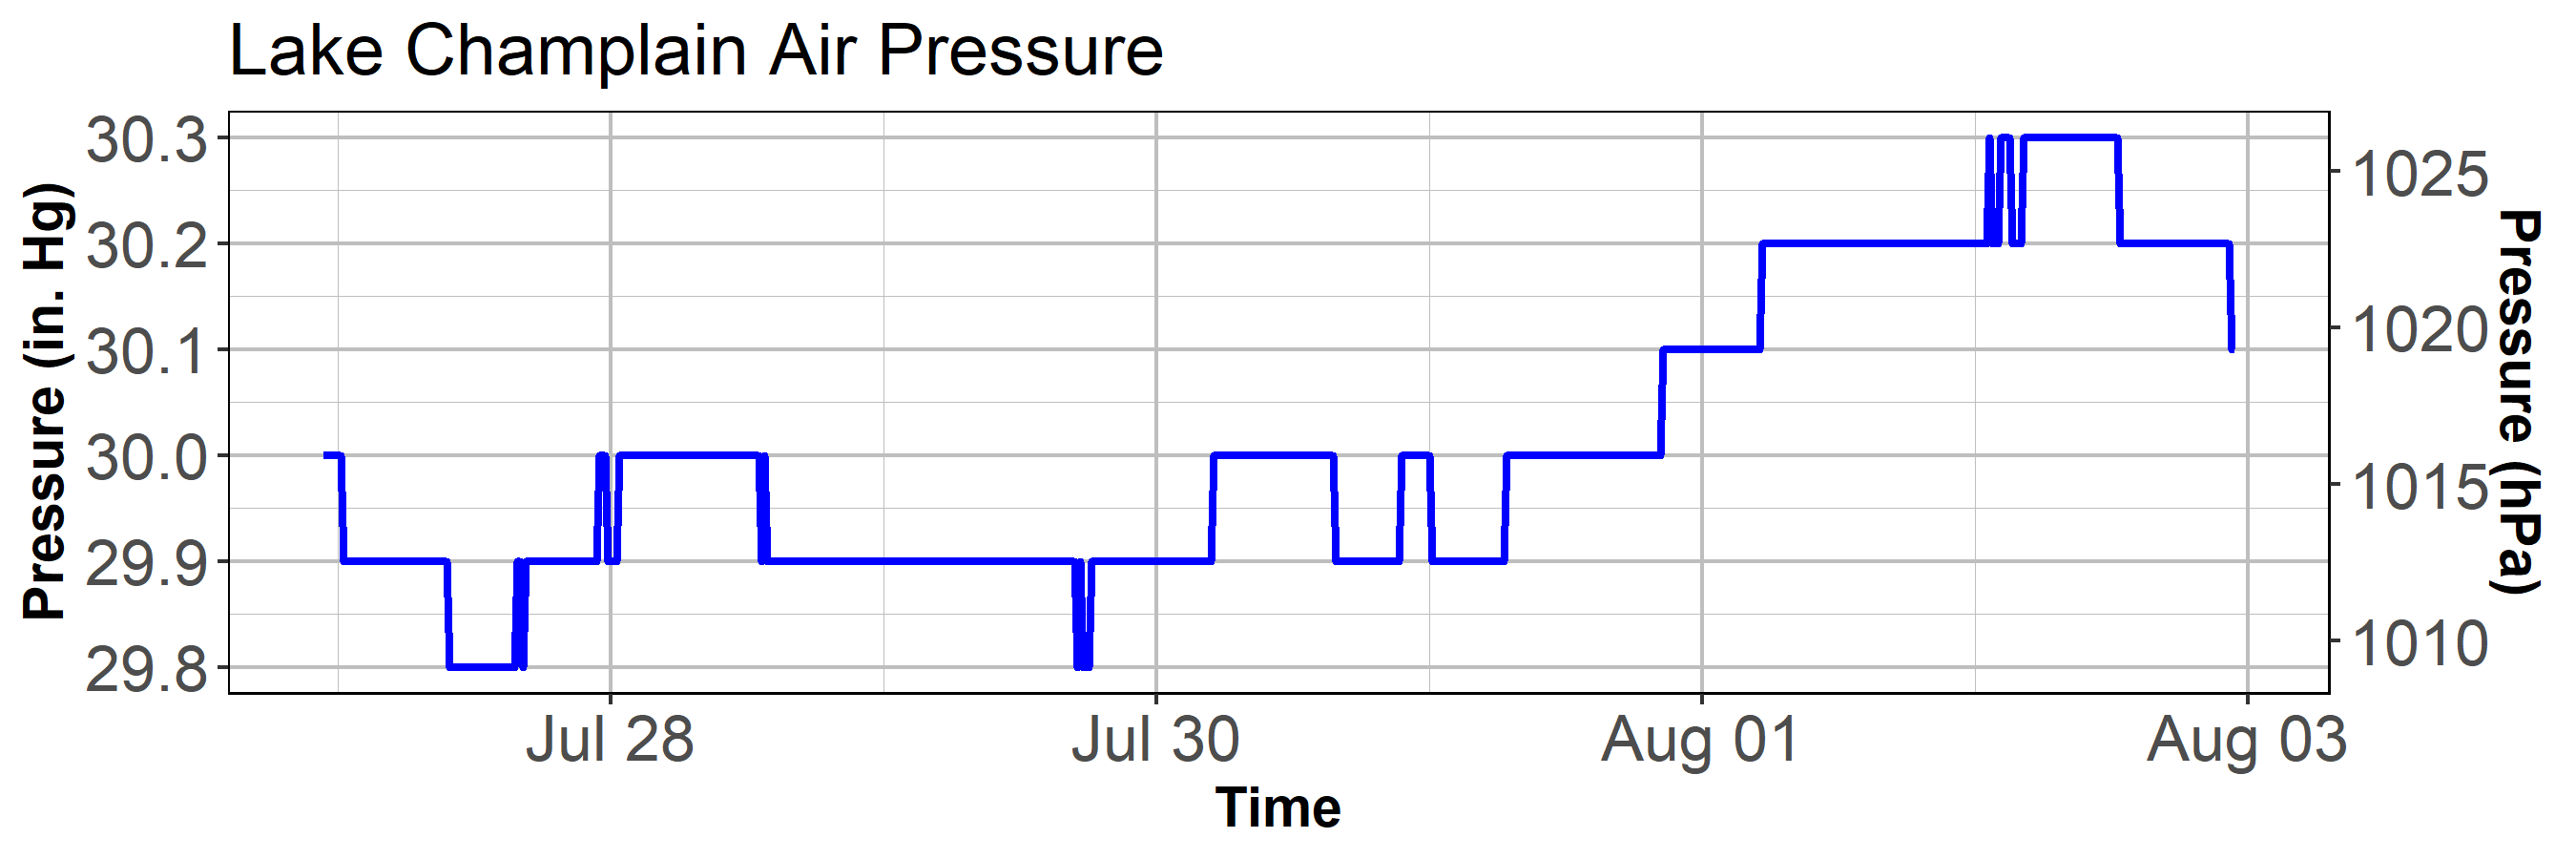 Lake Champlain Air Pressure
Pressure (in. Hg)
30.3
30.2
30.1
30.0
29.9
29.8
1025
1020
1015
1010
Pressure (hPa)
Jul 28 Jul 30 Aug 01 Aug 03
Time